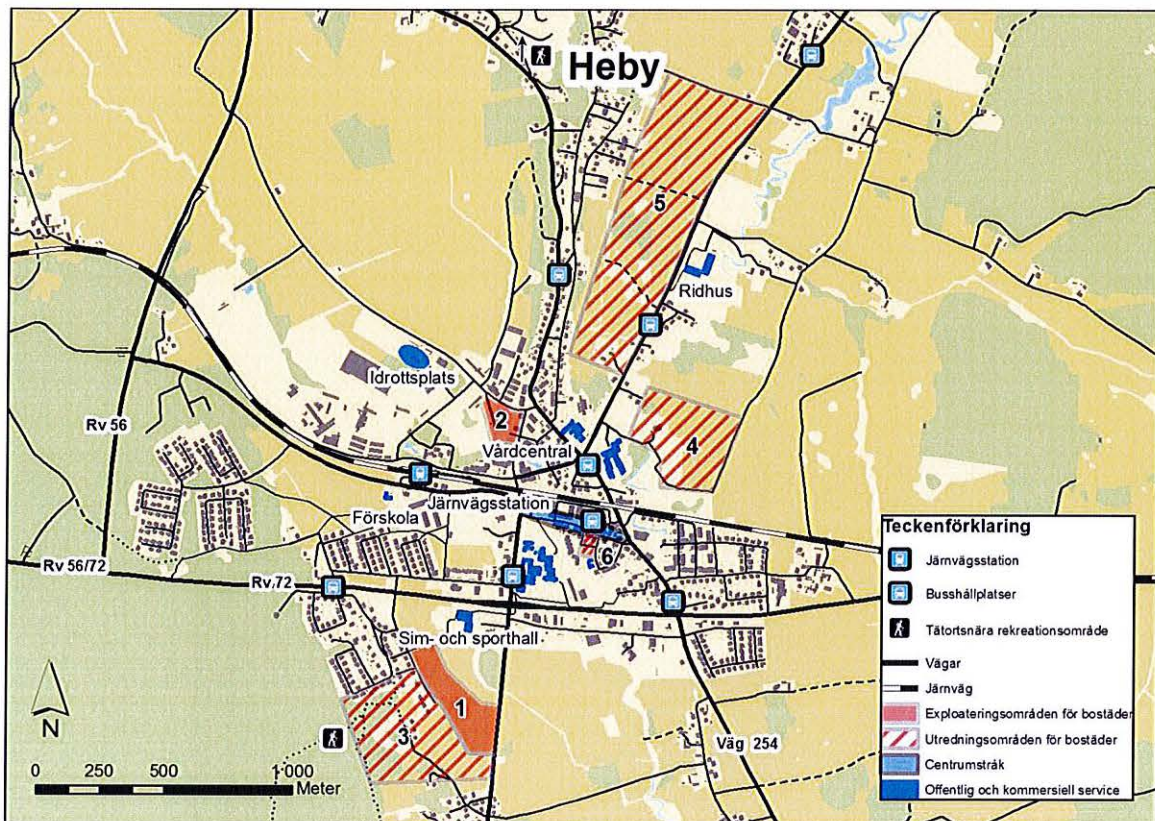 Heby
5
Ridhus
Idrottsplats
Rv 56
2
4
Vårdcentral
Järnvägsstation
Förskola
6
Rv 56/72
Rv.72
Sim- och sporthall
1
3
Väg 254
N
0 250 500 1 000
Meter
Teckenförklaring
Järnvägsstation
Busshållplatser
Tätortsnära rekreationsområde
Vägar
Järnväg
Exploateringsområden för bostäder
Utredningsområden för bostäder
Centrumstråk
Offentlig och kommersiell service